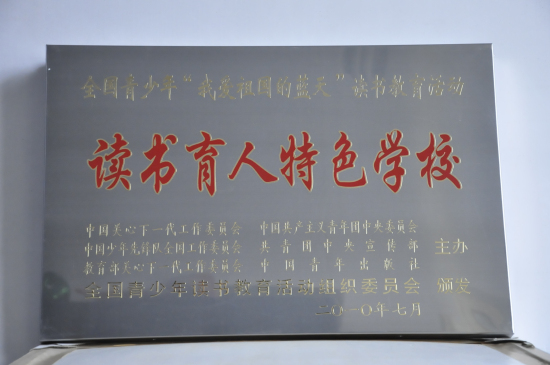 全国青少年“我爱祖国的蓝天”读书教育活动
读书育人特色学校
中国关心下一代工作委员会 中国共产主义青年团中央委员会
中国少年先锋队全国工作委员会 共青团中央宣传部 主办
教育部关心下一代工作委员会 中国青年出版社
全国青少年读书教育活动组织委员会 颁发
二〇一〇年七月